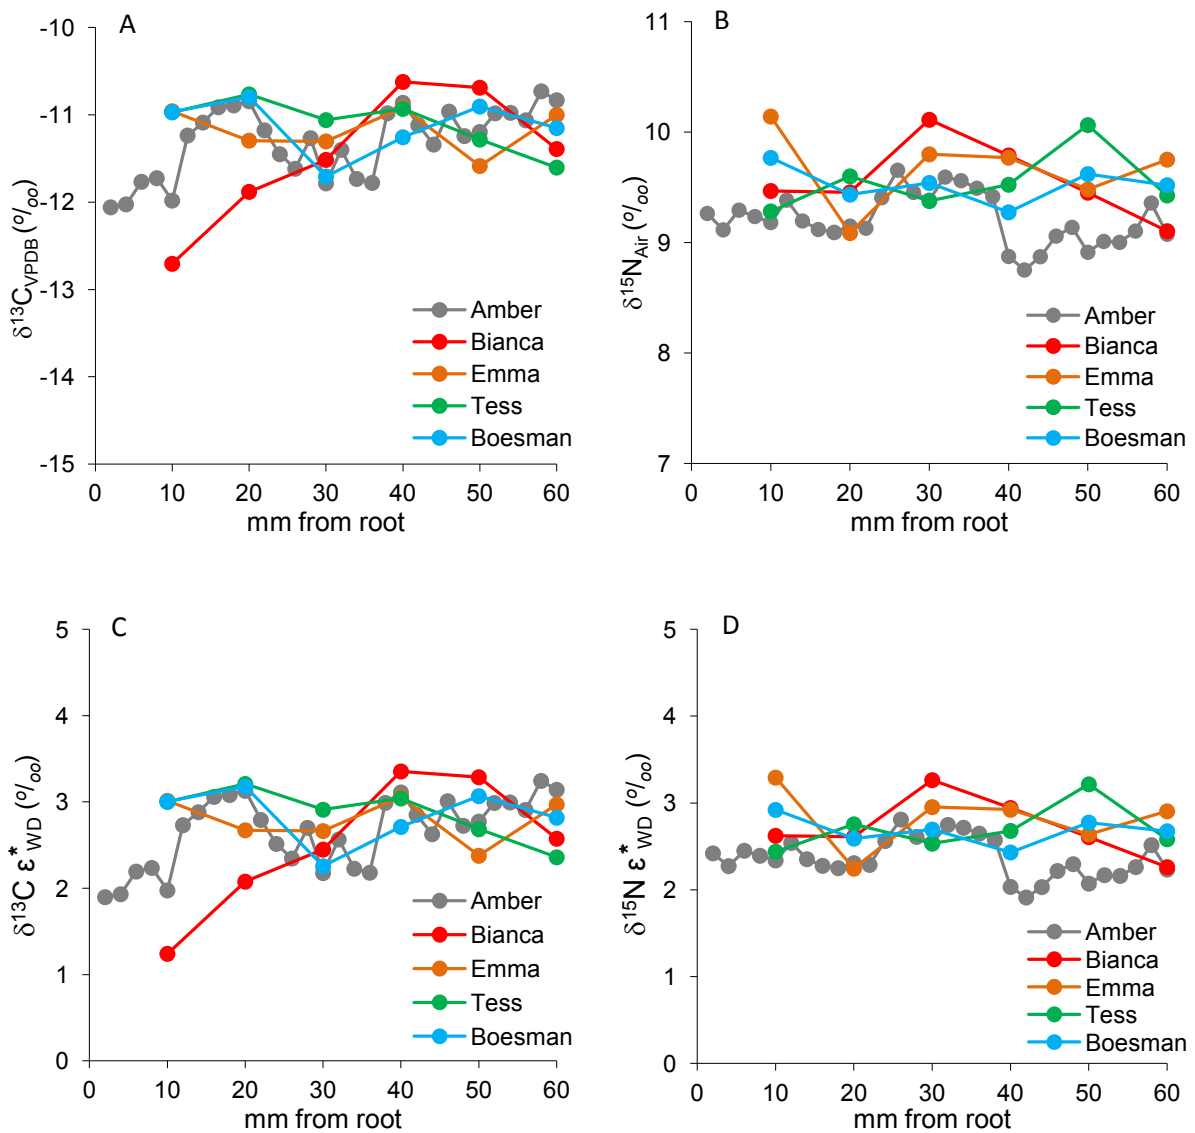 A
-10
-11
-12
-13
-14
-15
δ¹³C_VPDB (º/ₒₒ)
0 10 20 30 40 50 60
mm from root
Amber
Bianca
Emma
Tess
Boesman
B
11
10
9
8
7
δ¹⁵N_Air (º/ₒₒ)
0 10 20 30 40 50 60
mm from root
Amber
Bianca
Emma
Tess
Boesman
C
5
4
3
2
1
0
δ¹³C ε*_WD (º/ₒₒ)
0 10 20 30 40 50 60
mm from root
Amber
Bianca
Emma
Tess
Boesman
D
5
4
3
2
1
0
δ¹⁵N ε*_WD (º/ₒₒ)
0 10 20 30 40 50 60
mm from root
Amber
Bianca
Emma
Tess
Boesman